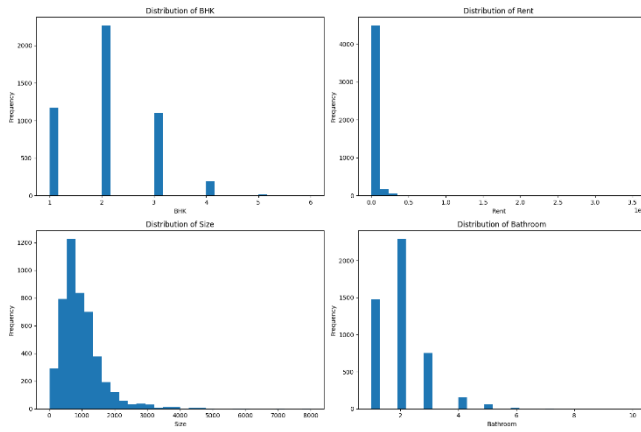 Distribution of BHK
Frequency
2000
1500
1000
500
0
1 2 3 4 5 6
BHK
Distribution of Rent
Frequency
4000
3000
2000
1000
0
0.0 0.5 1.0 1.5 2.0 2.5 3.0 3.5
Rent
Distribution of Size
Frequency
1200
1000
800
600
400
200
0
0 1000 2000 3000 4000 5000 6000 7000 8000
Size
Distribution of Bathroom
Frequency
2000
1500
1000
500
0
2 4 6 8 10
Bathroom